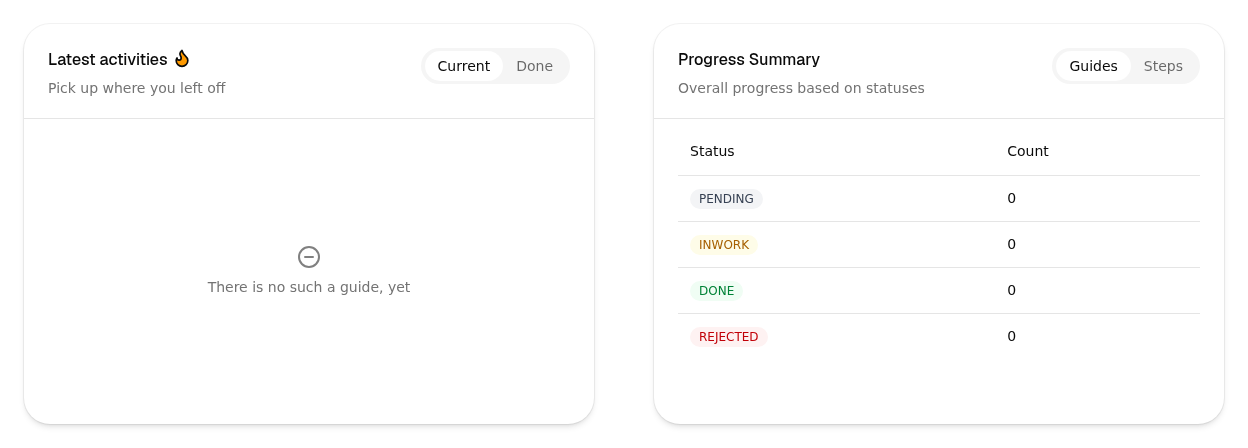 Latest activities 🔥
Current
Done
Pick up where you left off
There is no such a guide, yet
Progress Summary
Guides
Steps
Overall progress based on statuses
Status Count
PENDING 0
INWORK 0
DONE 0
REJECTED 0